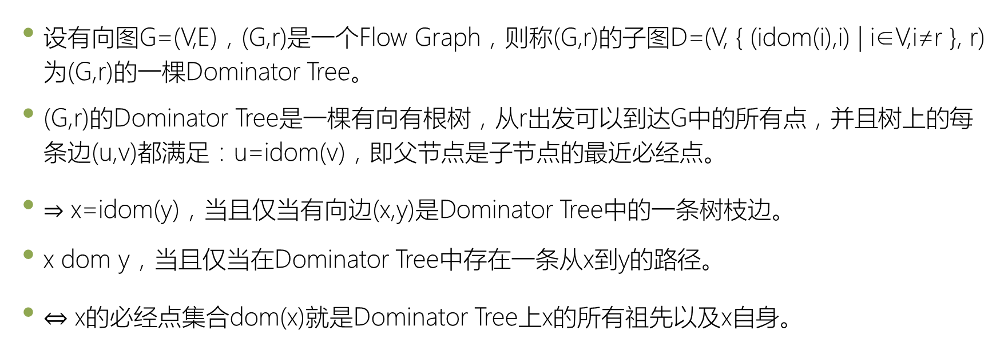 • 设有向图G=(V,E)，(G,r)是一个Flow Graph，则称(G,r)的子图D=(V, { (idom(i),i) | i∈V,i≠r }, r)
为(G,r)的一棵Dominator Tree。
• (G,r)的Dominator Tree是一棵有向有根树，从r出发可以到达G中的所有点，并且树上的每
条边(u,v)都满足：u=idom(v)，即父节点是子节点的最近必经点。
• ⇒ x=idom(y)，当且仅当有向边(x,y)是Dominator Tree中的一条树枝边。
• x dom y，当且仅当在Dominator Tree中存在一条从x到y的路径。
• ⇔ x的必经点集合dom(x)就是Dominator Tree上x的所有祖先以及x自身。